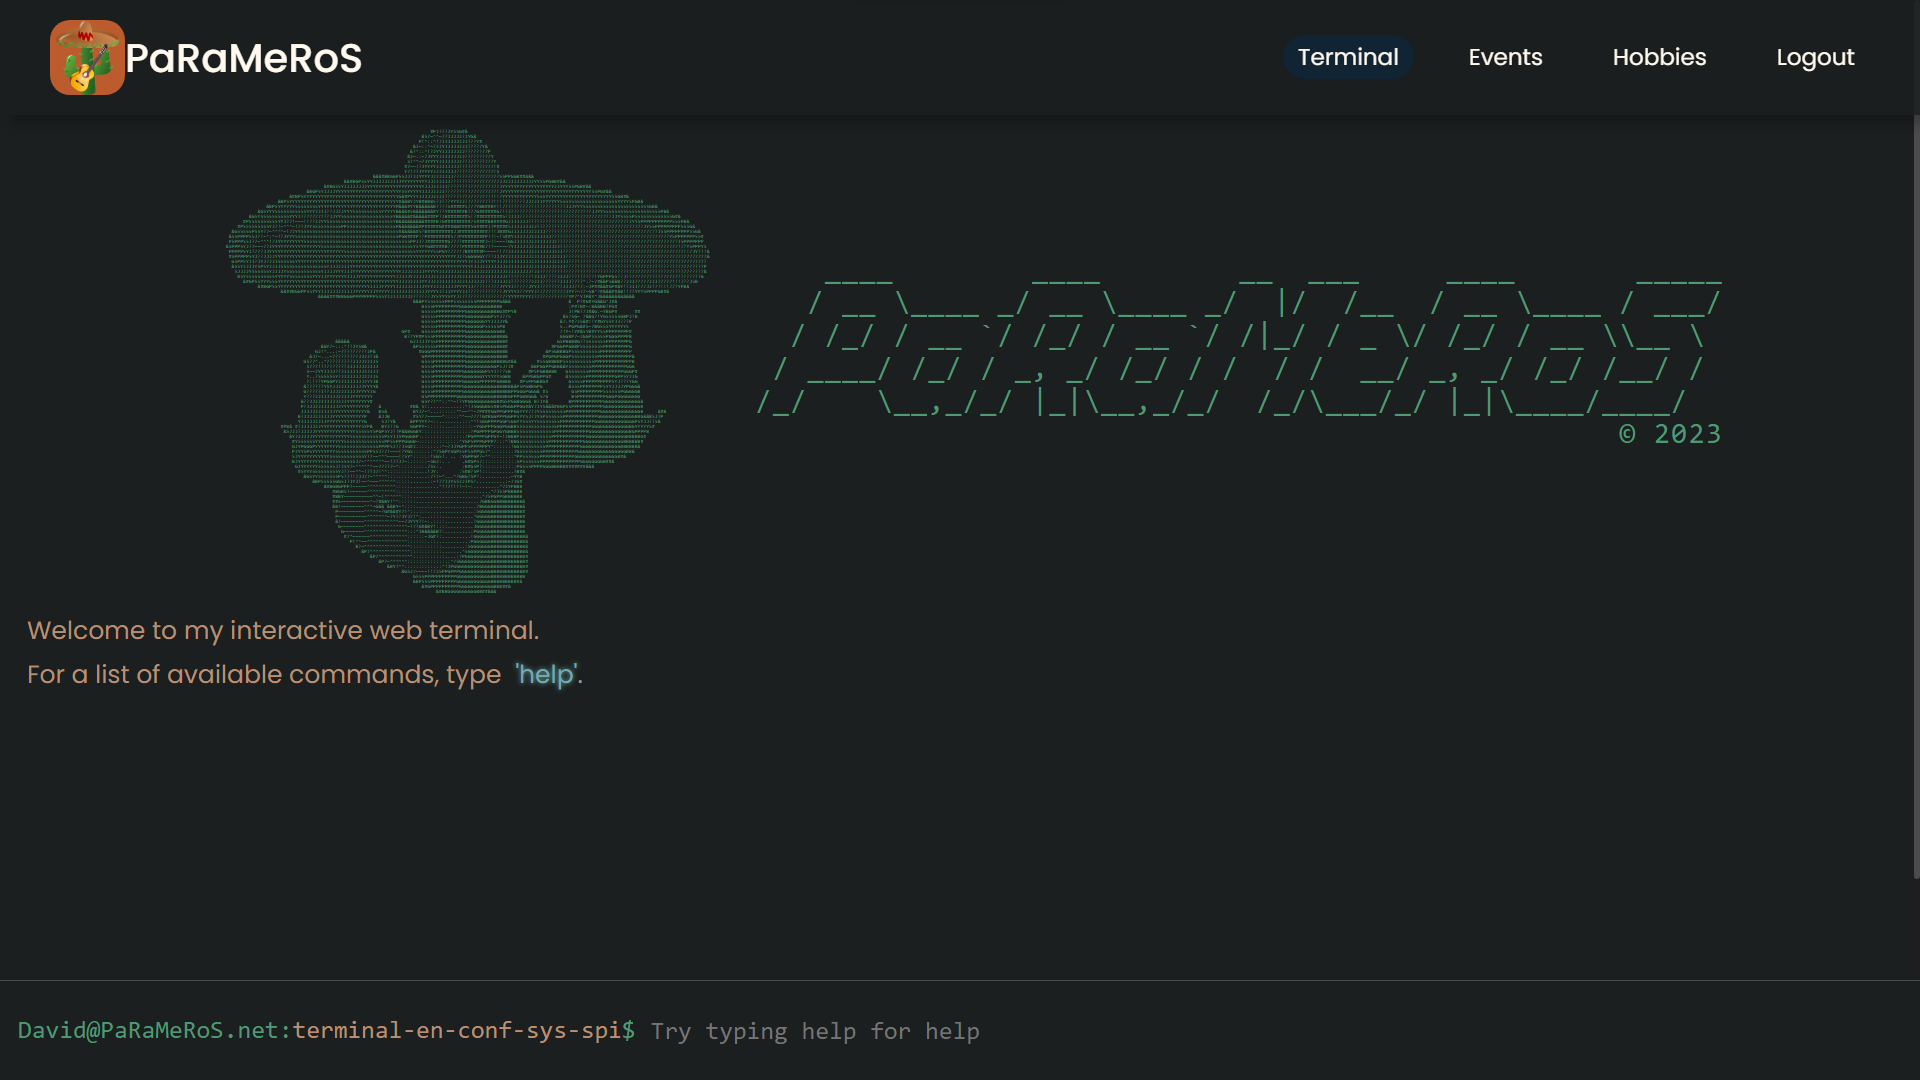 PaRaMeRoS
Terminal
Events
Hobbies
Logout
PaRaMeRoS
© 2023
Welcome to my interactive web terminal.
For a list of available commands, type 'help'.
David@PaRaMeRoS.net:terminal-en-conf-sys-spi$ Try typing help for help